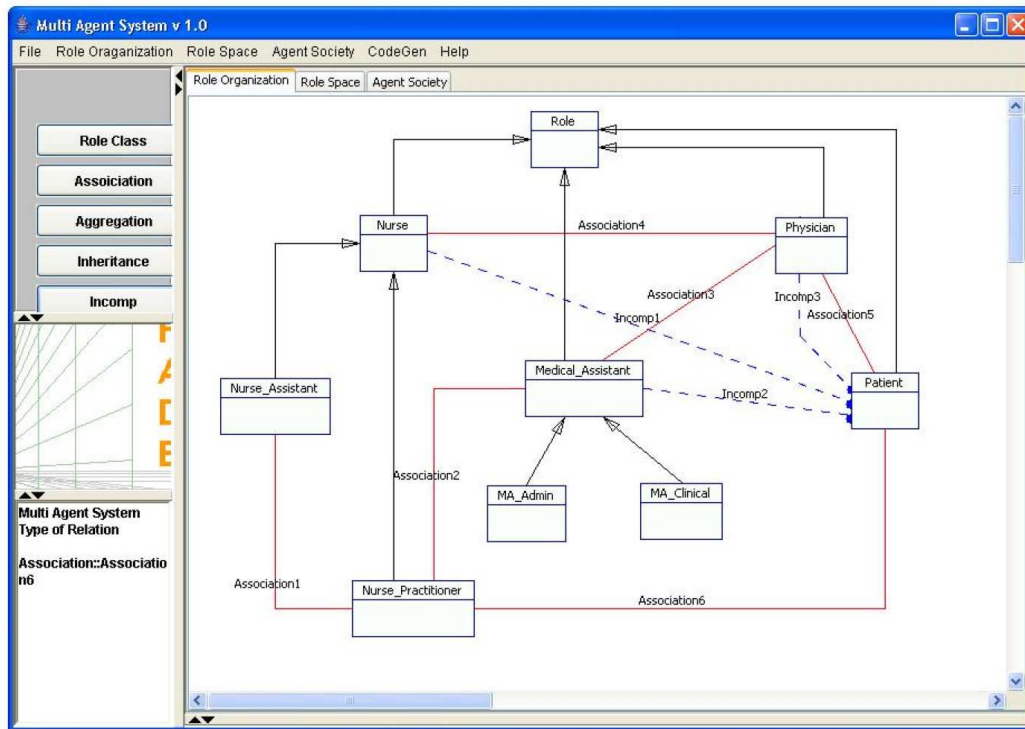 Multi Agent System v 1.0
File Role Oraganization Role Space Agent Society CodeGen Help
Role Class
Assoiciation
Aggregation
Inheritance
Incomp
A
D
E
Multi Agent System
Type of Relation
Association::Associatio
n6
Role Organization Role Space Agent Society
Role
Nurse
Association4
Physician
Association3
Incomp3
Incomp1
Association5
Nurse_Assistant
Medical_Assistant
Patient
Incomp2
Association2
MA_Admin
MA_Clinical
Association1
Nurse_Practitioner
Association6